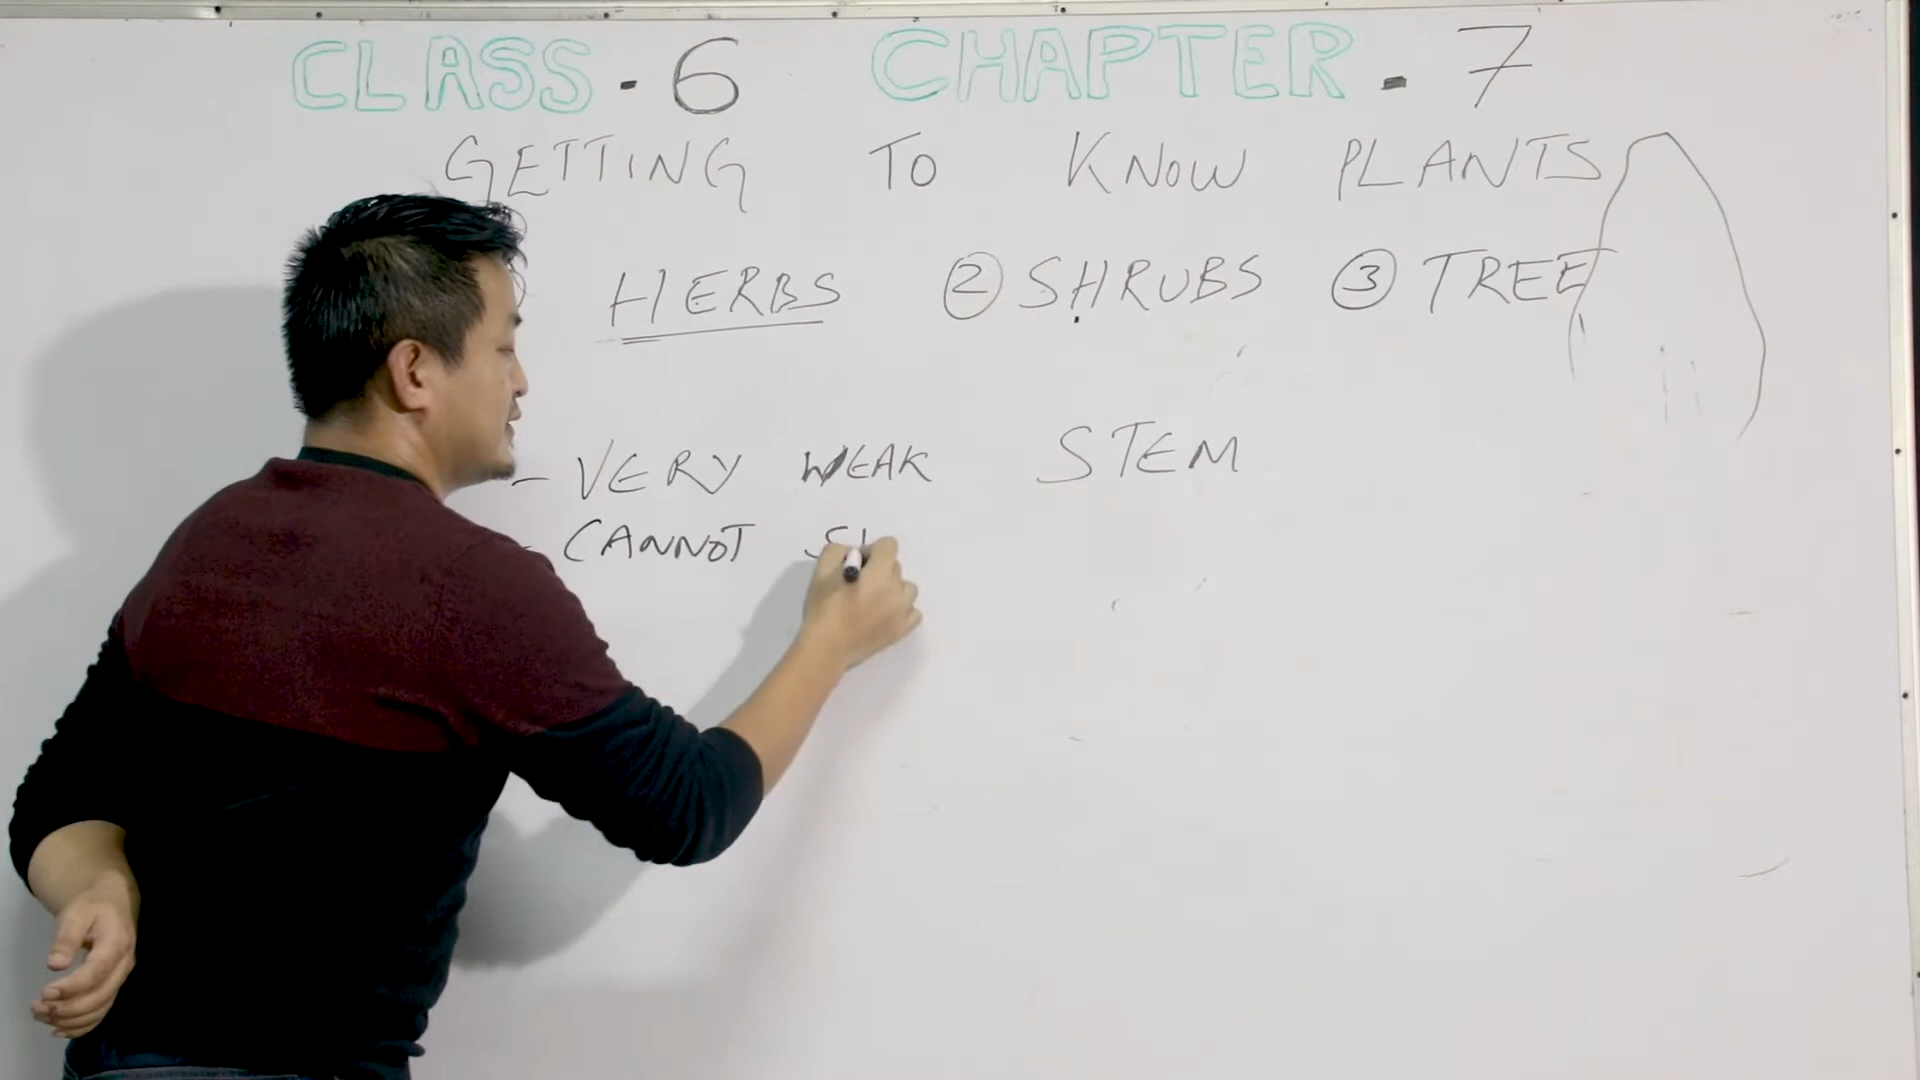 CLASS - 6 CHAPTER - 7
GETTING TO KNOW PLANTS
HERBS ② SHRUBS ③ TREE
- VERY WEAK STEM
- CANNOT